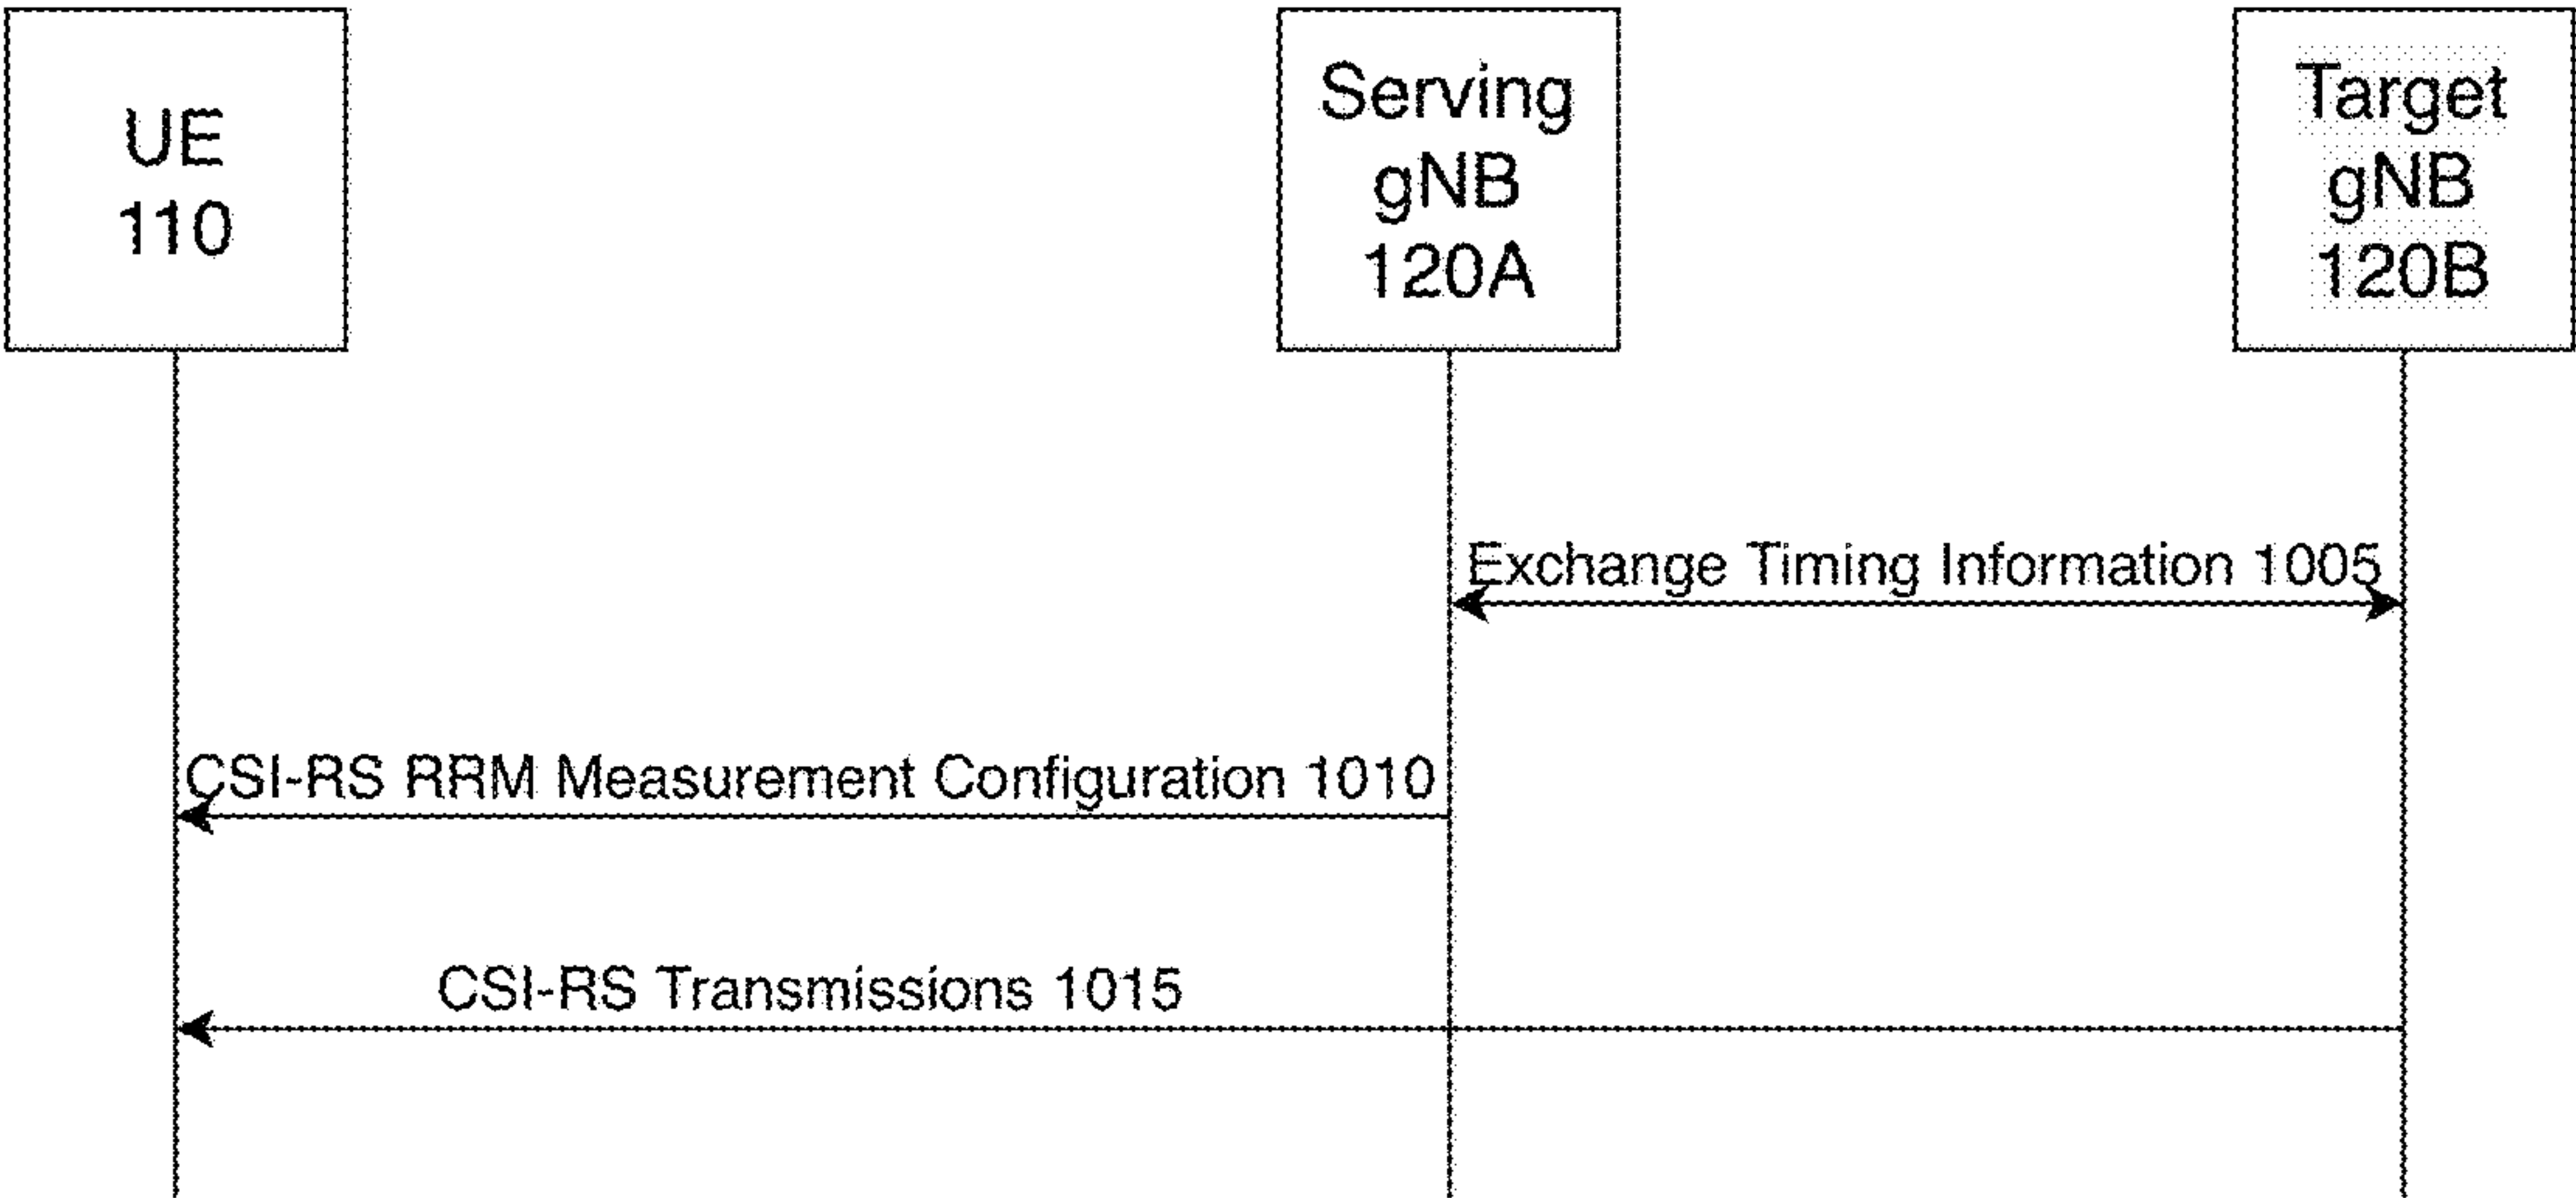 UE
110
Serving
gNB
120A
Target
gNB
120B
Exchange Timing Information 1005
CSI-RS RRM Measurement Configuration 1010
CSI-RS Transmissions 1015